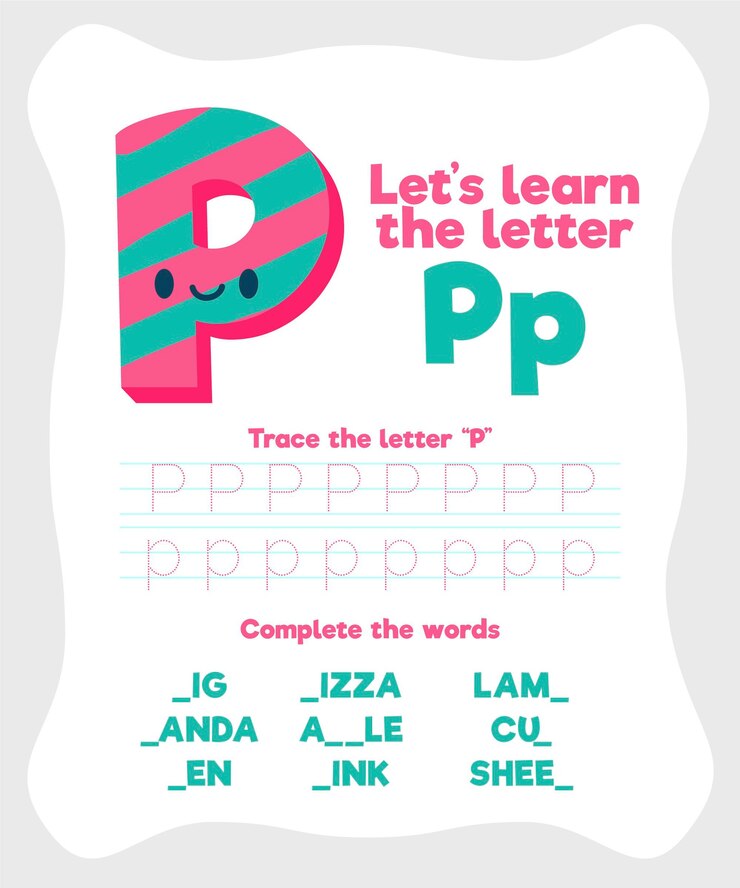 P
Let's learn
the letter
Pp
Trace the letter “P”
P P P P P P P P
p p p p p p p p
Complete the words
_IG _IZZA LAM_
_ANDA A__LE CU_
_EN _INK SHEE_